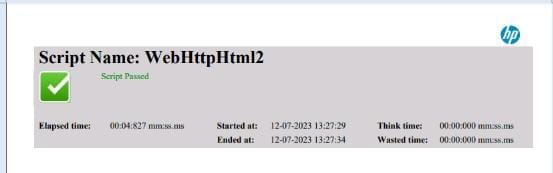 hp
Script Name: WebHttpHtml2
Script Passed
Elapsed time: 00:04:827 mm:ss.ms Started at: 12-07-2023 13:27:29 Think time: 00:00:000 mm:ss.ms
Ended at: 12-07-2023 13:27:34 Wasted time: 00:00:000 mm:ss.ms